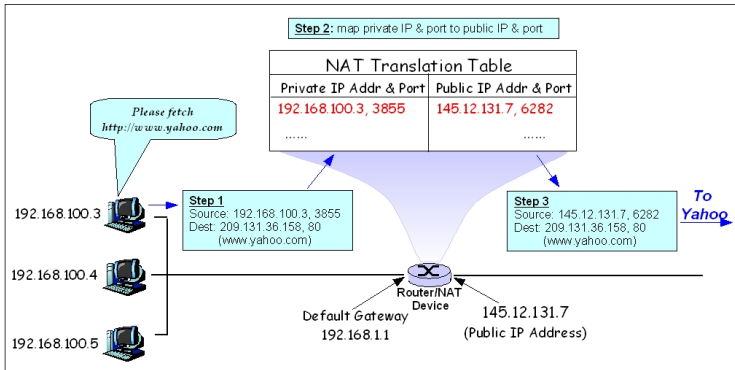 Step 2: map private IP & port to public IP & port
NAT Translation Table
Private IP Addr & Port
Public IP Addr & Port
192.168.100.3, 3855
145.12.131.7, 6282
......
......
Please fetch
http://www.yahoo.com
192.168.100.3
Step 1
Source: 192.168.100.3, 3855
Dest: 209.131.36.158, 80
(www.yahoo.com)
Step 3
Source: 145.12.131.7, 6282
Dest: 209.131.36.158, 80
(www.yahoo.com)
To
Yahoo
192.168.100.4
Router/NAT
Device
Default Gateway
192.168.1.1
145.12.131.7
(Public IP Address)
192.168.100.5